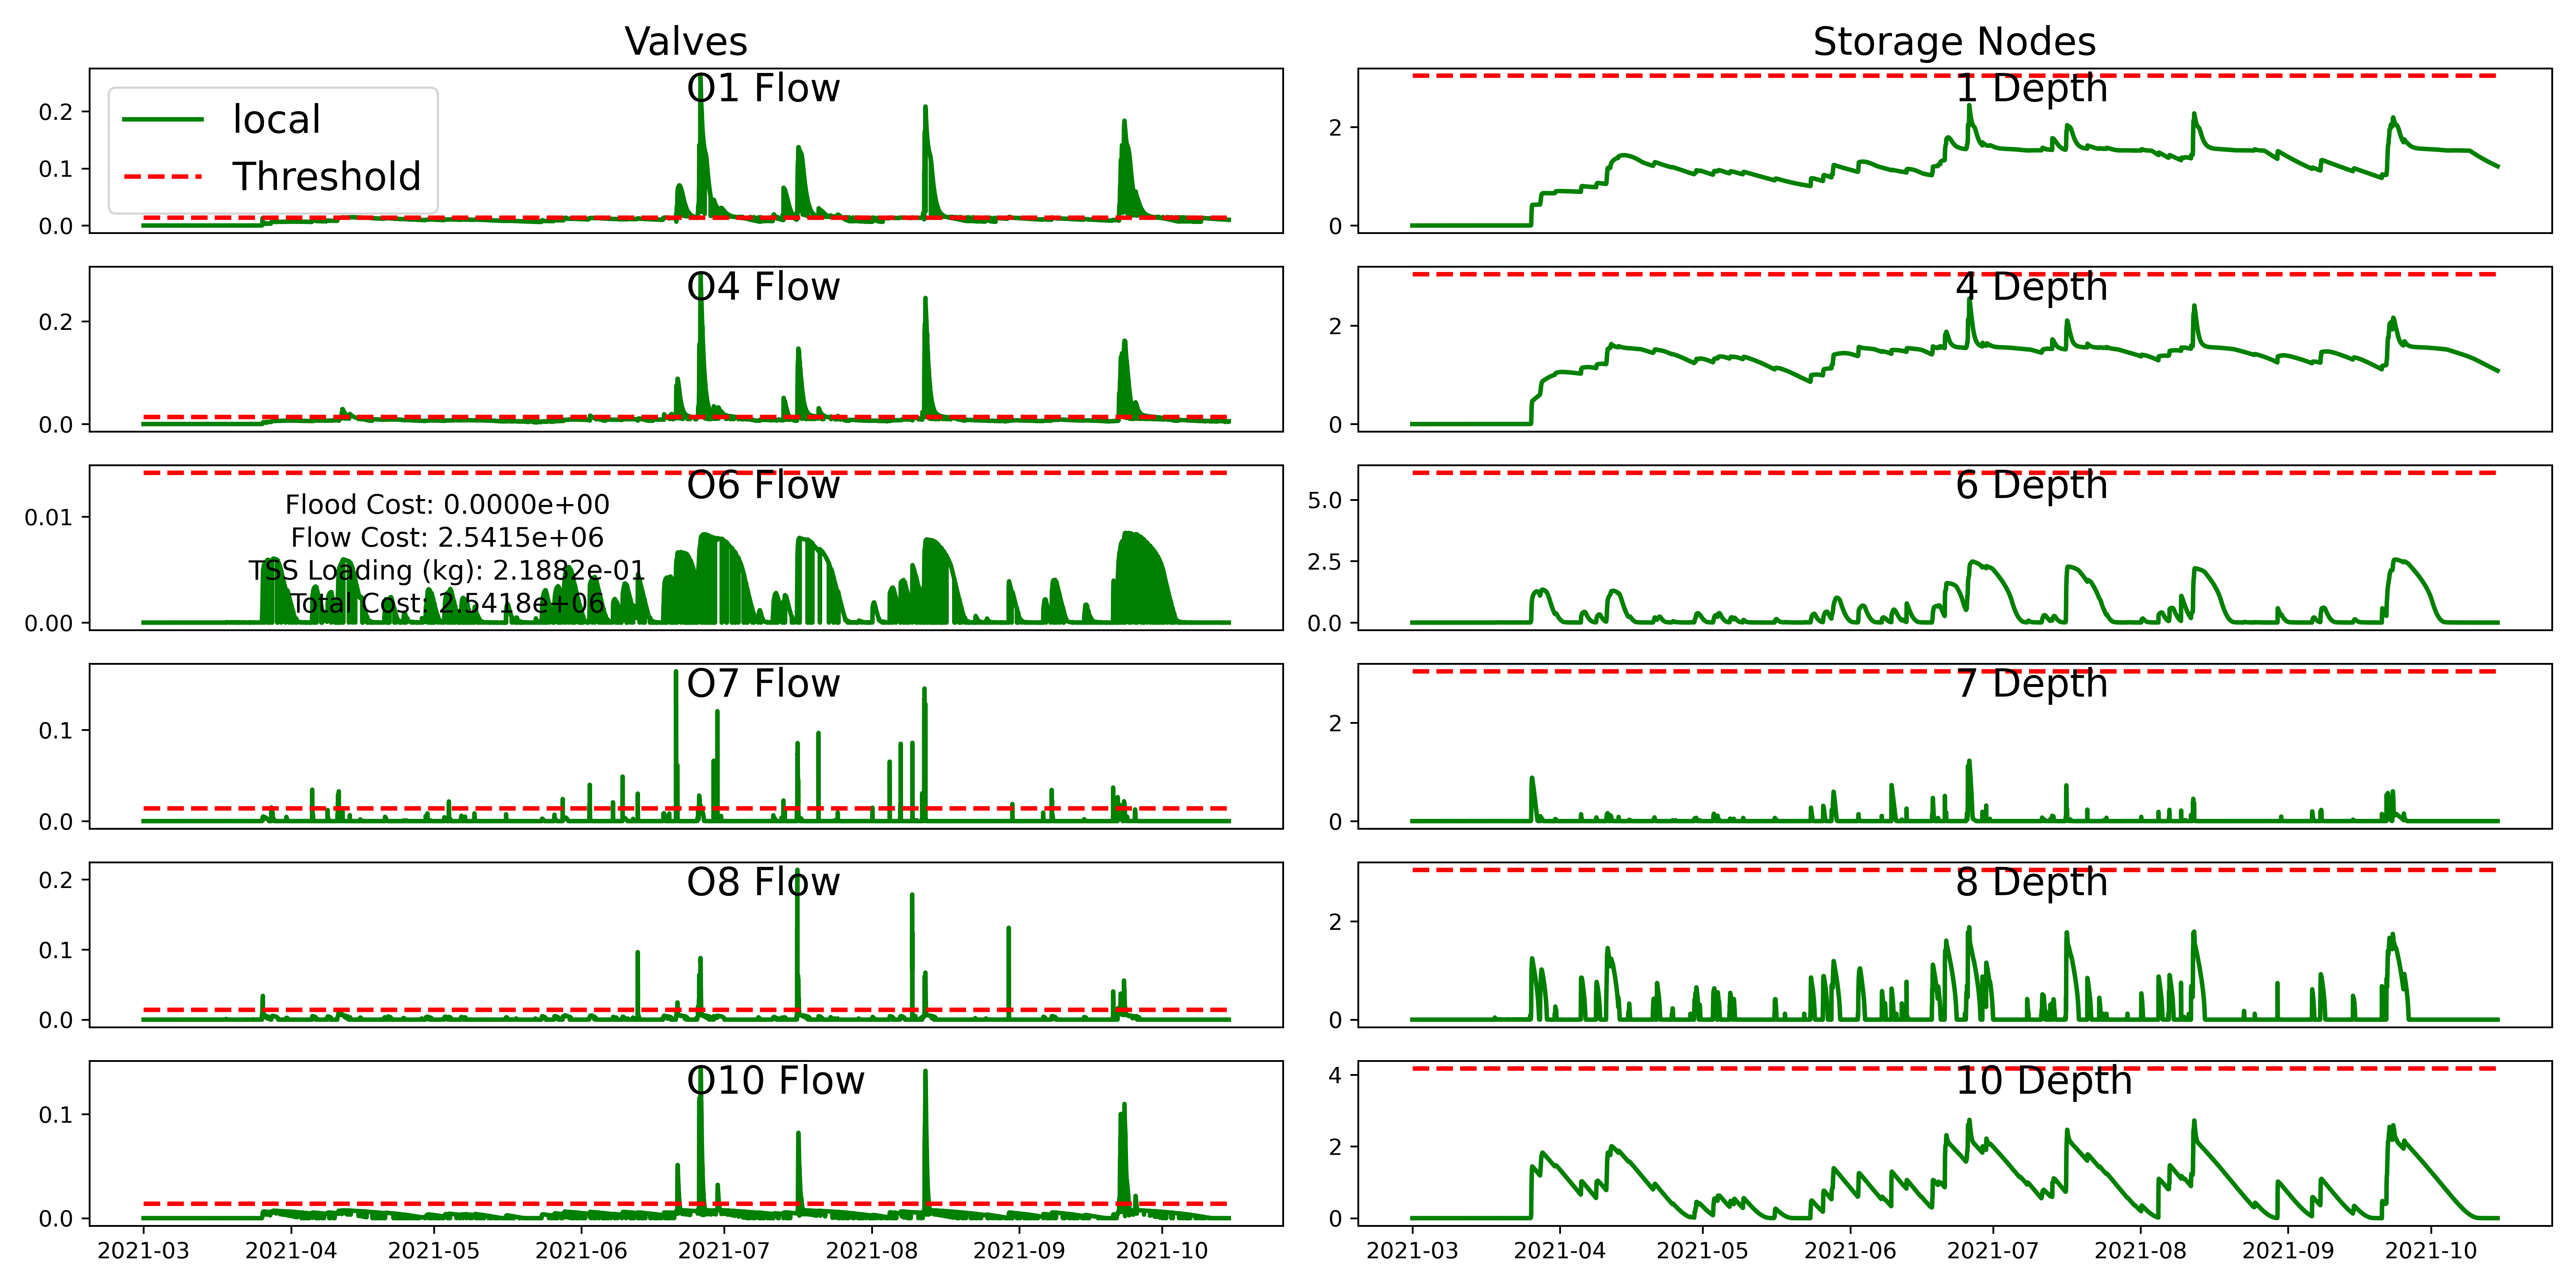 Valves
Storage Nodes
O1 Flow
local
Threshold
0.2
0.1
0.0
1 Depth
2
0
O4 Flow
0.2
0.0
4 Depth
2
0
O6 Flow
Flood Cost: 0.0000e+00
Flow Cost: 2.5415e+06
TSS Loading (kg): 2.1882e-01
Total Cost: 2.5418e+06
0.01
0.00
6 Depth
5.0
2.5
0.0
O7 Flow
0.1
0.0
7 Depth
2
0
O8 Flow
0.2
0.1
0.0
8 Depth
2
0
O10 Flow
0.1
0.0
10 Depth
4
2
0
2021-03 2021-04 2021-05 2021-06 2021-07 2021-08 2021-09 2021-10
2021-03 2021-04 2021-05 2021-06 2021-07 2021-08 2021-09 2021-10